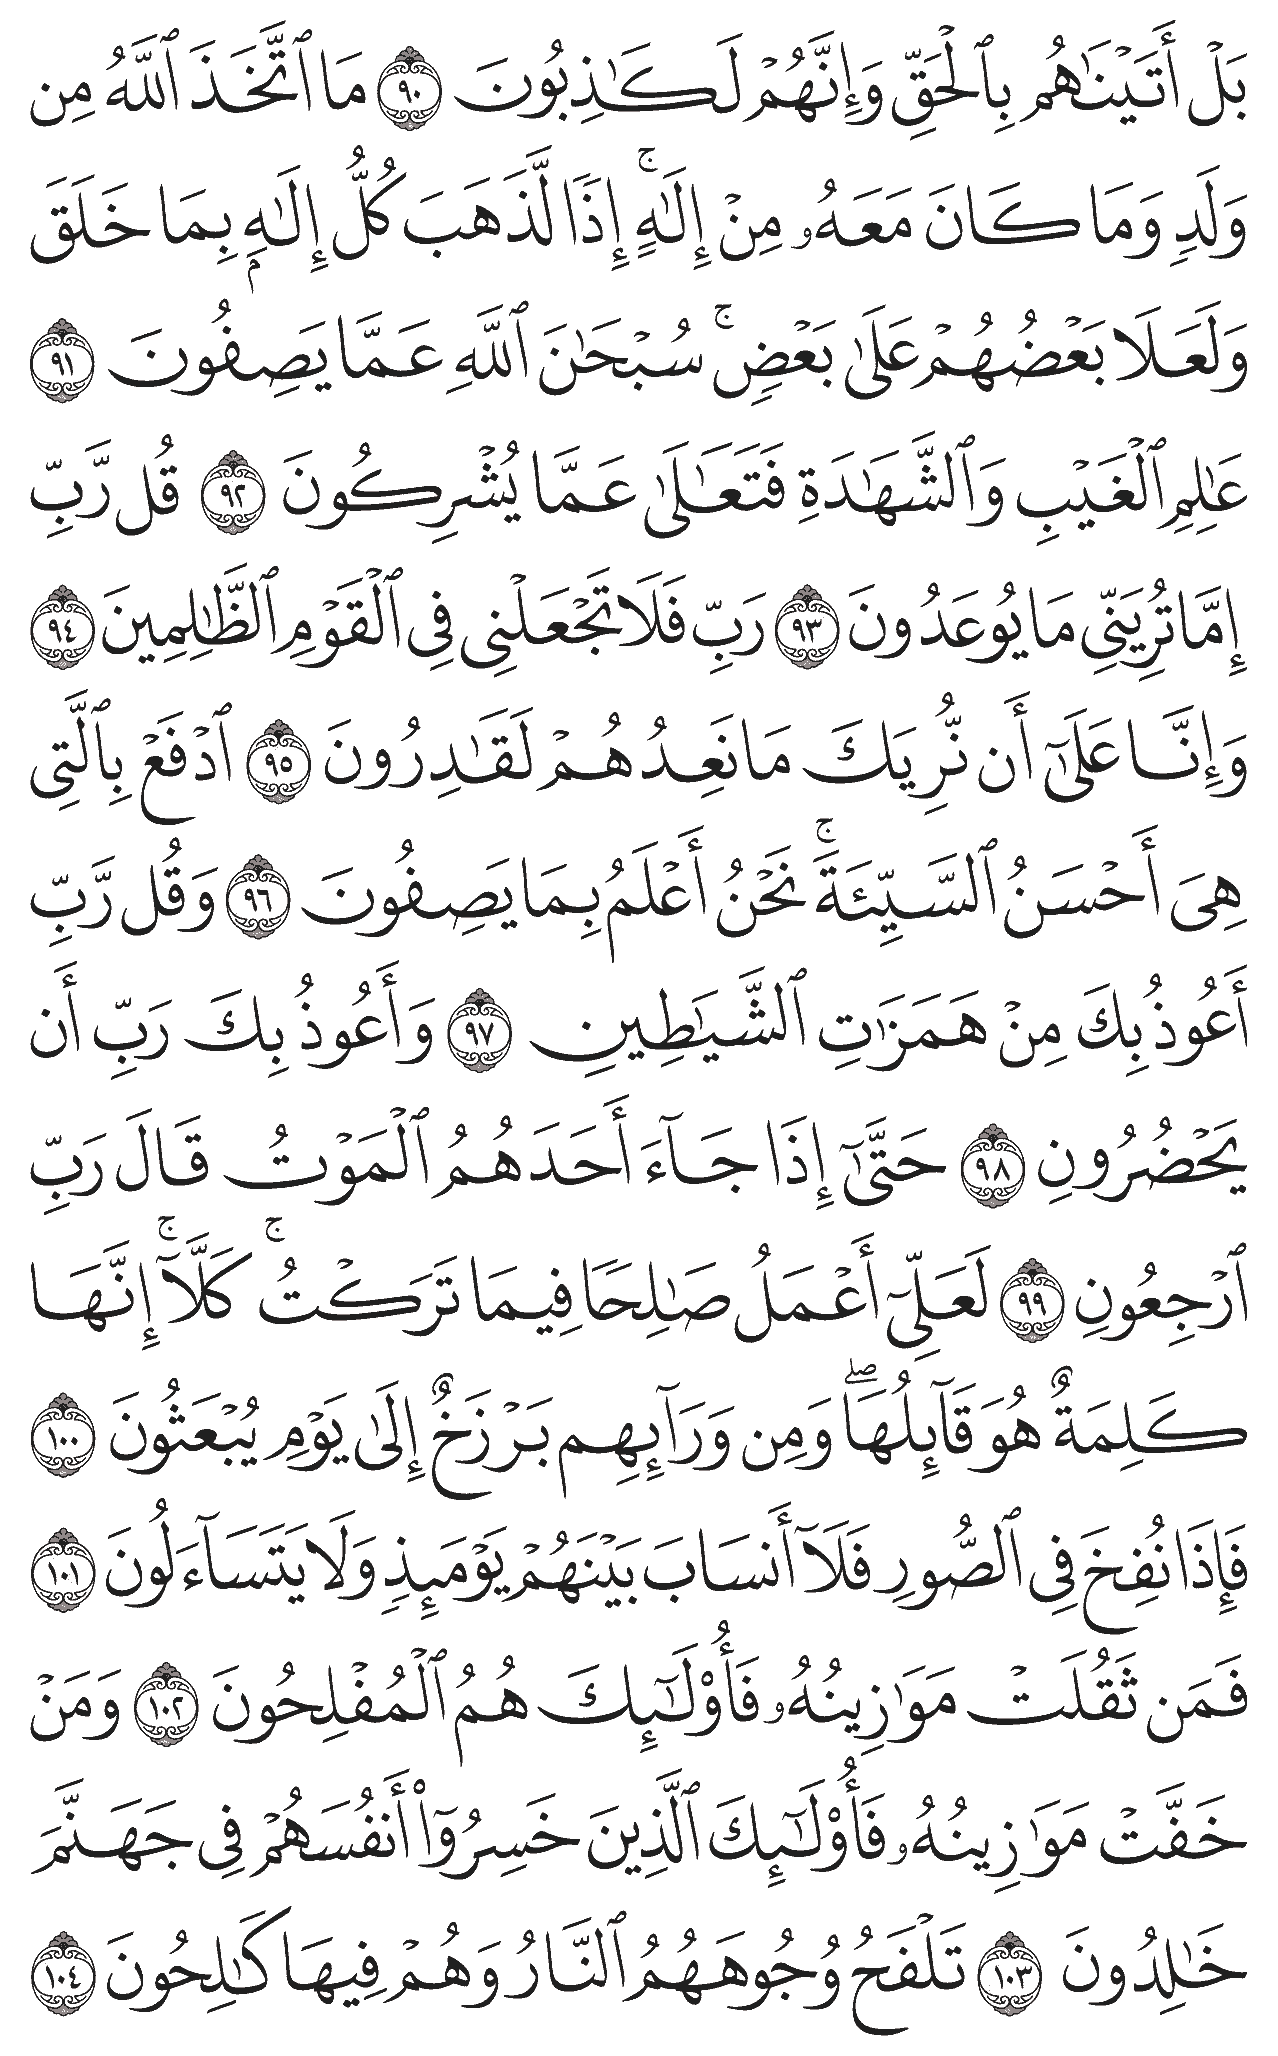 بَلۡ أَتَيۡنَٰهُم بِٱلۡحَقِّ وَإِنَّهُمۡ لَكَٰذِبُونَ ٩٠ مَا ٱتَّخَذَ ٱللَّهُ مِن
وَلَدٖ وَمَا كَانَ مَعَهُۥ مِنۡ إِلَٰهٍۚ إِذٗا لَّذَهَبَ كُلُّ إِلَٰهِۭ بِمَا خَلَقَ
وَلَعَلَا بَعۡضُهُمۡ عَلَىٰ بَعۡضٖۚ سُبۡحَٰنَ ٱللَّهِ عَمَّا يَصِفُونَ ٩١
عَٰلِمِ ٱلۡغَيۡبِ وَٱلشَّهَٰدَةِ فَتَعَٰلَىٰ عَمَّا يُشۡرِكُونَ ٩٢ قُل رَّبِّ
إِمَّا تُرِيَنِّي مَا يُوعَدُونَ ٩٣ رَبِّ فَلَا تَجۡعَلۡنِي فِي ٱلۡقَوۡمِ ٱلظَّٰلِمِينَ ٩٤
وَإِنَّا عَلَىٰٓ أَن نُّرِيَكَ مَا نَعِدُهُمۡ لَقَٰدِرُونَ ٩٥ ٱدۡفَعۡ بِٱلَّتِي
هِيَ أَحۡسَنُ ٱلسَّيِّئَةَۚ نَحۡنُ أَعۡلَمُ بِمَا يَصِفُونَ ٩٦ وَقُل رَّبِّ
أَعُوذُ بِكَ مِنۡ هَمَزَٰتِ ٱلشَّيَٰطِينِ ٩٧ وَأَعُوذُ بِكَ رَبِّ أَن
يَحۡضُرُونِ ٩٨ حَتَّىٰٓ إِذَا جَآءَ أَحَدَهُمُ ٱلۡمَوۡتُ قَالَ رَبِّ
ٱرۡجِعُونِ ٩٩ لَعَلِّيٓ أَعۡمَلُ صَٰلِحٗا فِيمَا تَرَكۡتُۚ كَلَّآۚ إِنَّهَا
كَلِمَةٌ هُوَ قَآئِلُهَاۖ وَمِن وَرَآئِهِم بَرۡزَخٌ إِلَىٰ يَوۡمِ يُبۡعَثُونَ ١٠٠
فَإِذَا نُفِخَ فِي ٱلصُّورِ فَلَآ أَنسَابَ بَيۡنَهُمۡ يَوۡمَئِذٖ وَلَا يَتَسَآءَلُونَ ١٠١
فَمَن ثَقُلَتۡ مَوَٰزِينُهُۥ فَأُوْلَٰٓئِكَ هُمُ ٱلۡمُفۡلِحُونَ ١٠٢ وَمَنۡ
خَفَّتۡ مَوَٰزِينُهُۥ فَأُوْلَٰٓئِكَ ٱلَّذِينَ خَسِرُوٓاْ أَنفُسَهُمۡ فِي جَهَنَّمَ
خَٰلِدُونَ ١٠٣ تَلۡفَحُ وُجُوهَهُمُ ٱلنَّارُ وَهُمۡ فِيهَا كَٰلِحُونَ ١٠٤